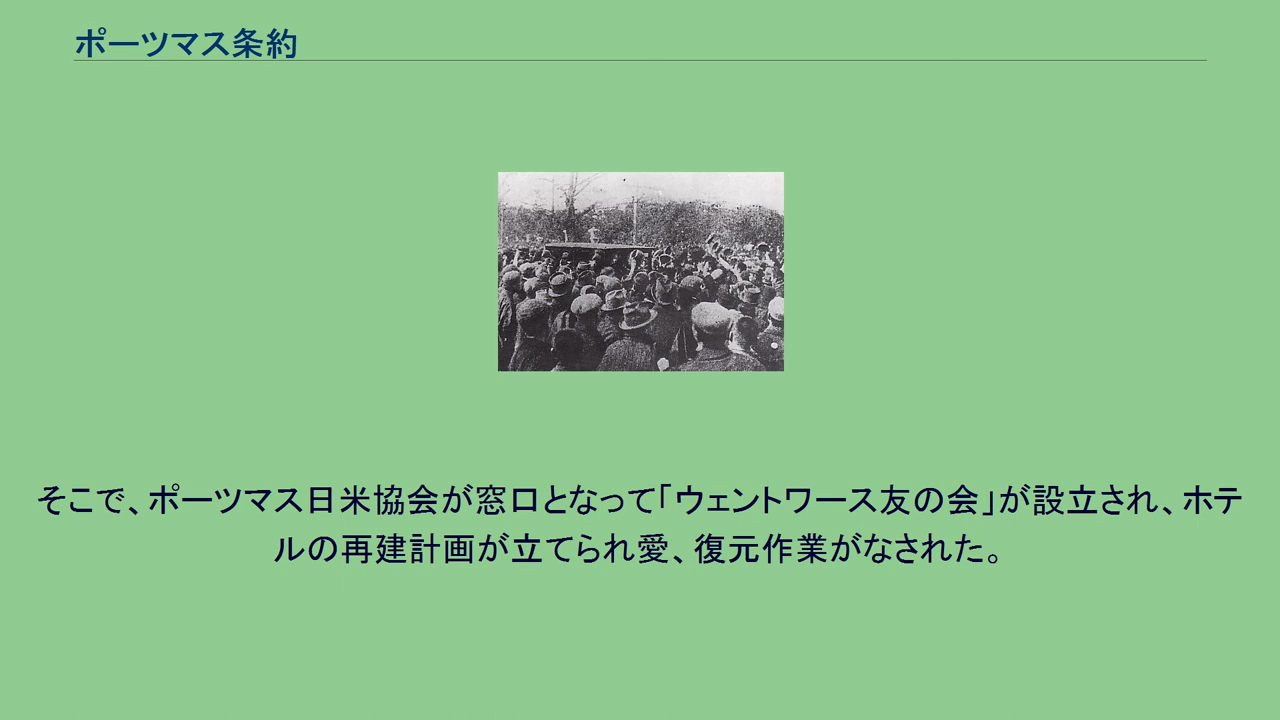 ポーツマス条約
そこで、ポーツマス日米協会が窓口となって「ウェントワース友の会」が設立され、ホテ
ルの再建計画が立てられ愛、復元作業がなされた。